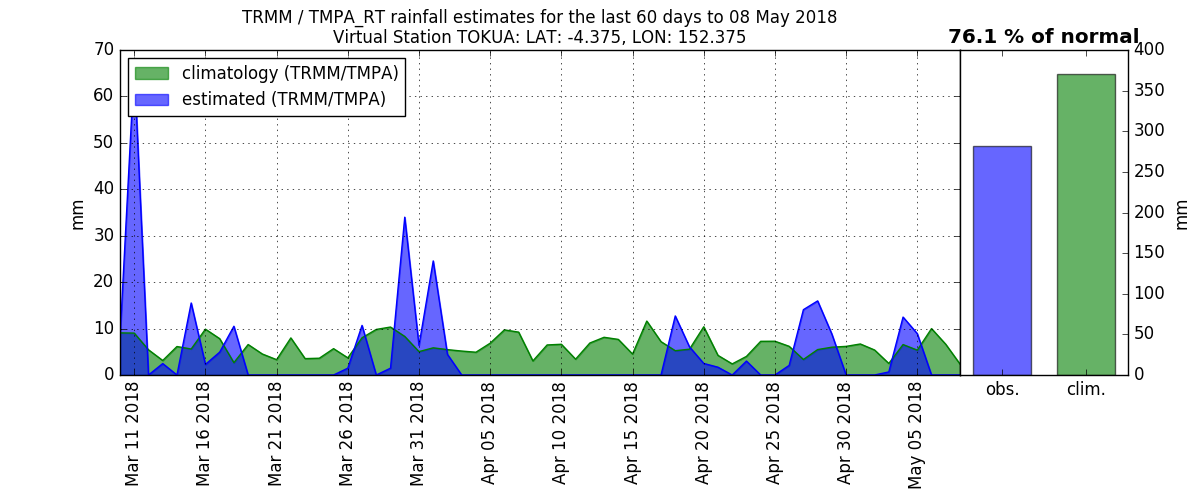 TRMM / TMPA_RT rainfall estimates for the last 60 days to 08 May 2018
Virtual Station TOKUA: LAT: -4.375, LON: 152.375
76.1 % of normal
climatology (TRMM/TMPA)
estimated (TRMM/TMPA)
mm
70
60
50
40
30
20
10
0
Mar 11 2018
Mar 16 2018
Mar 21 2018
Mar 26 2018
Mar 31 2018
Apr 05 2018
Apr 10 2018
Apr 15 2018
Apr 20 2018
Apr 25 2018
Apr 30 2018
May 05 2018
obs.
clim.
400
350
300
250
200
150
100
50
0
mm